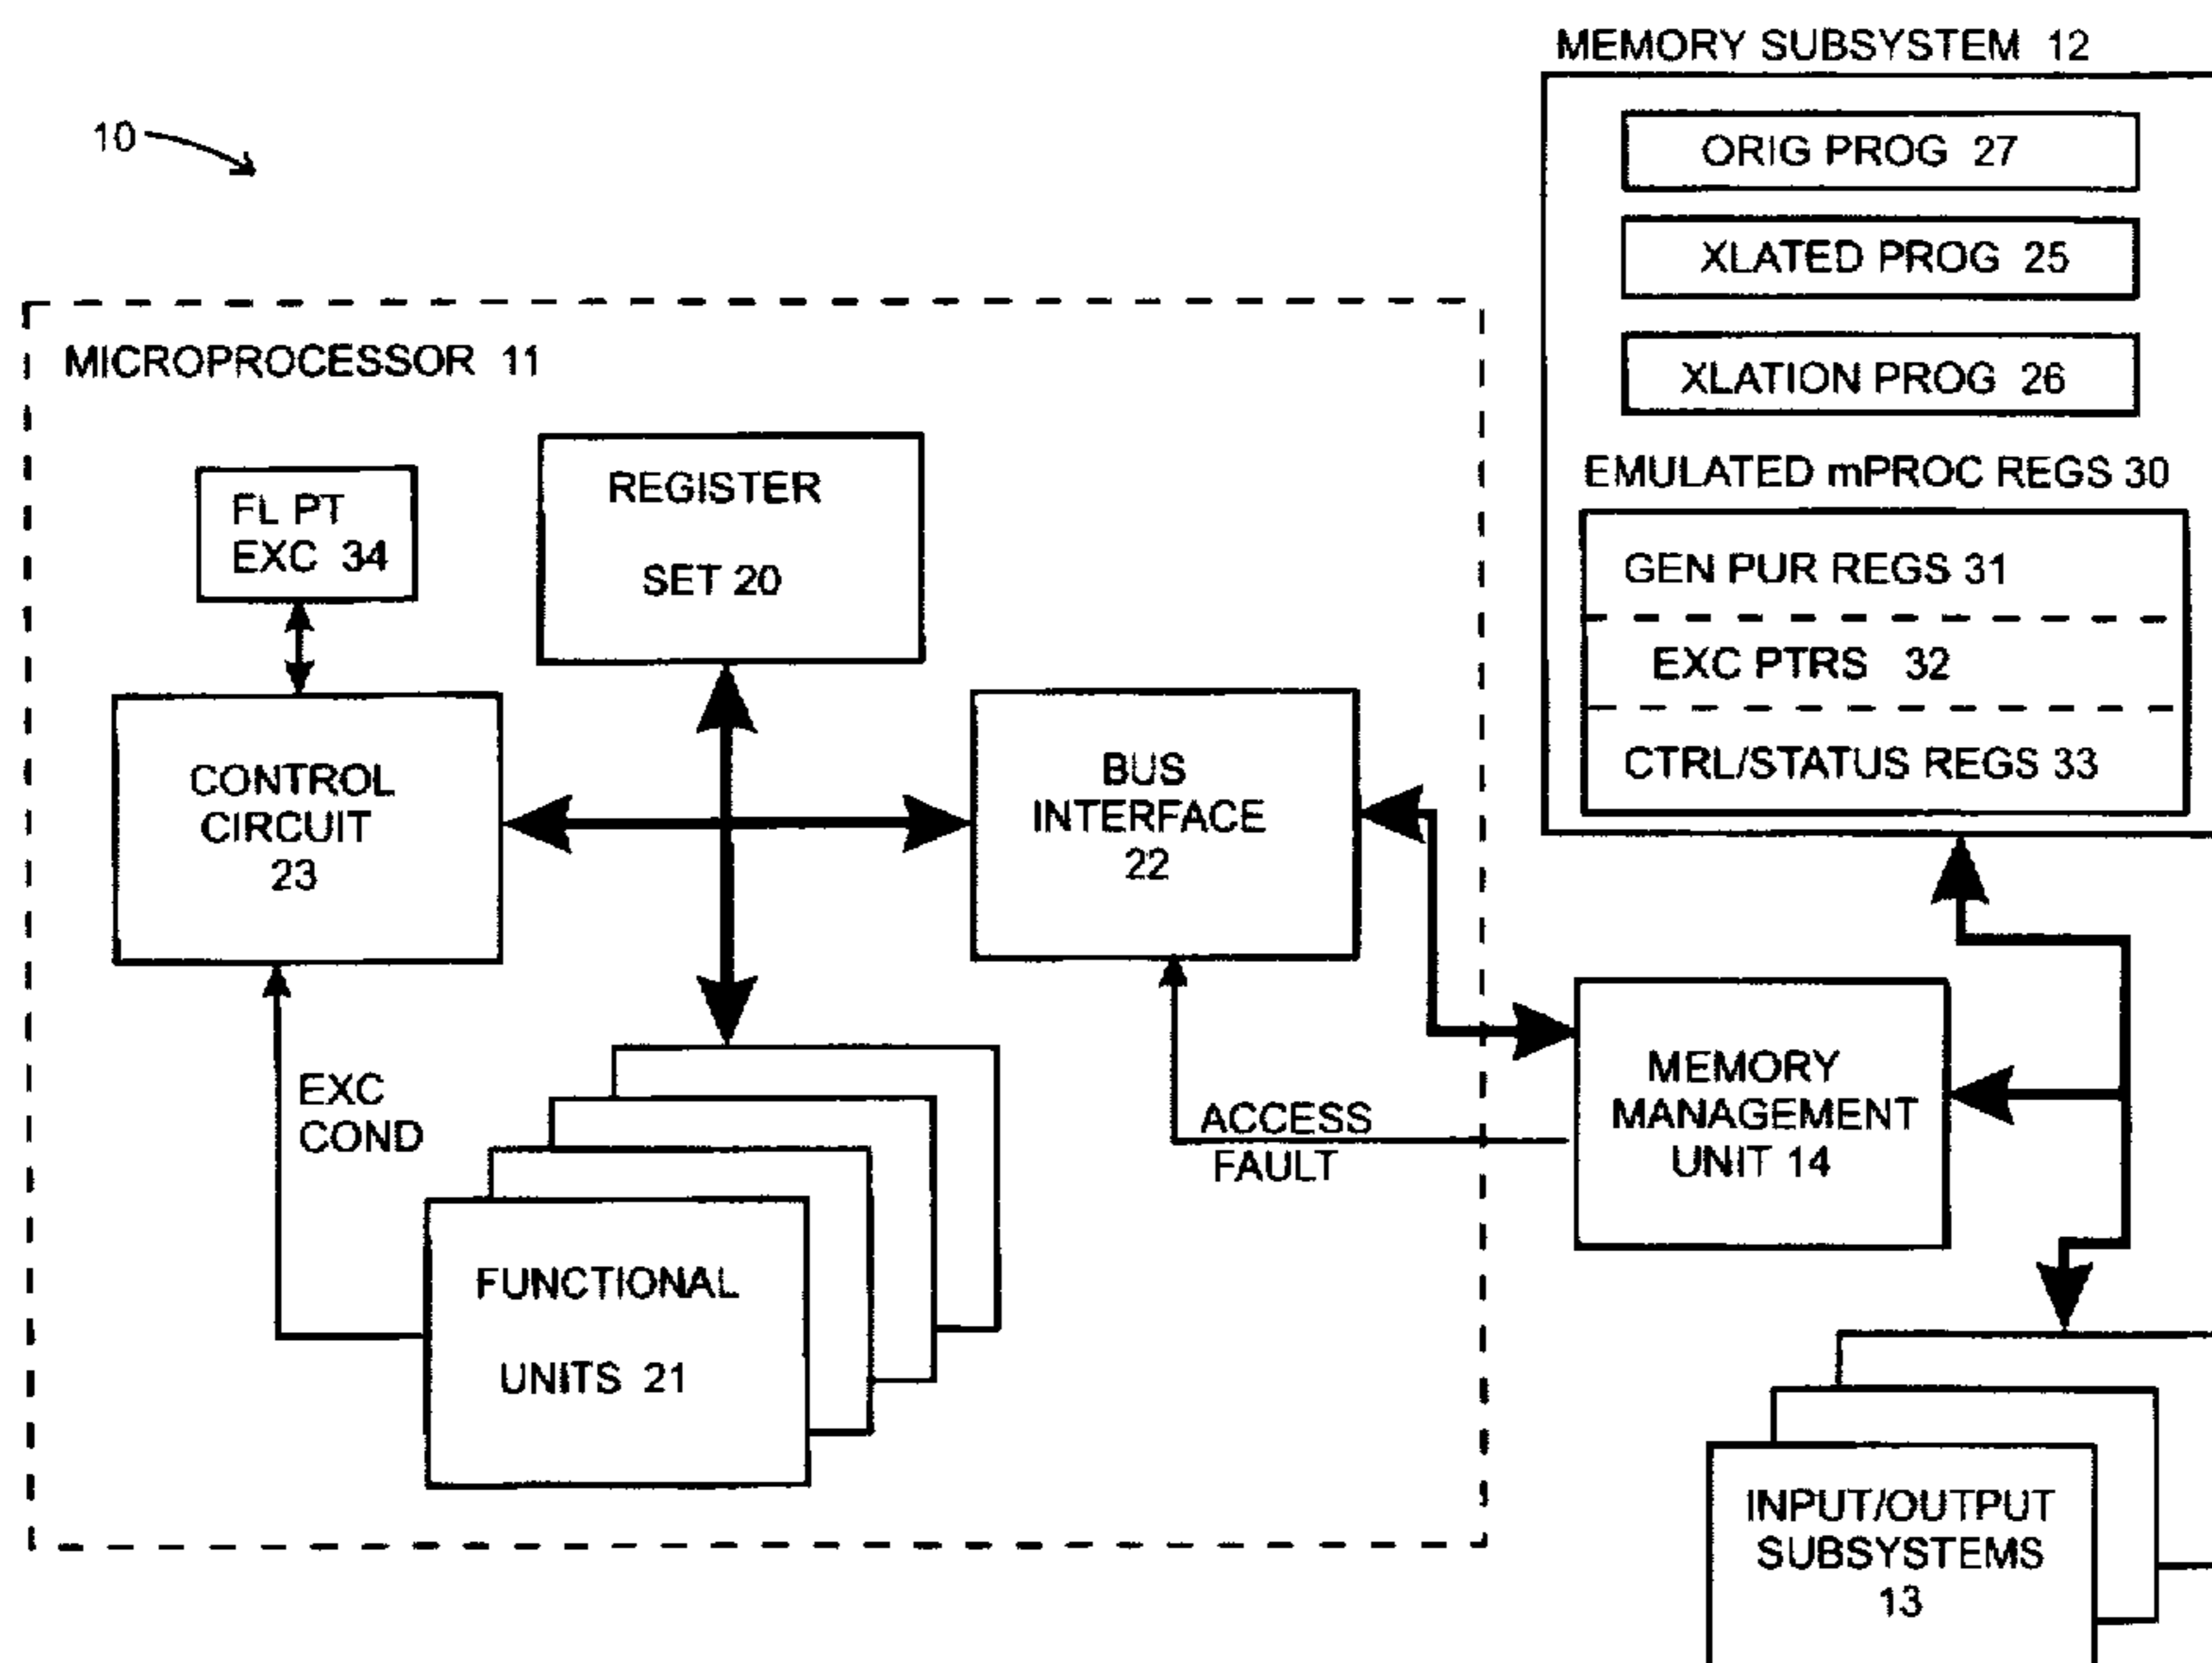 MEMORY SUBSYSTEM 12
10
ORIG PROG 27
XLATED PROG 25
XLATION PROG 26
MICROPROCESSOR 11
EMULATED mPROC REGS 30
GEN PUR REGS 31
EXC PTRS 32
CTRL/STATUS REGS 33
FL PT
EXC 34
REGISTER
SET 20
CONTROL
CIRCUIT
23
BUS
INTERFACE
22
EXC
COND
ACCESS
FAULT
MEMORY
MANAGEMENT
UNIT 14
FUNCTIONAL
UNITS 21
INPUT/OUTPUT
SUBSYSTEMS
13